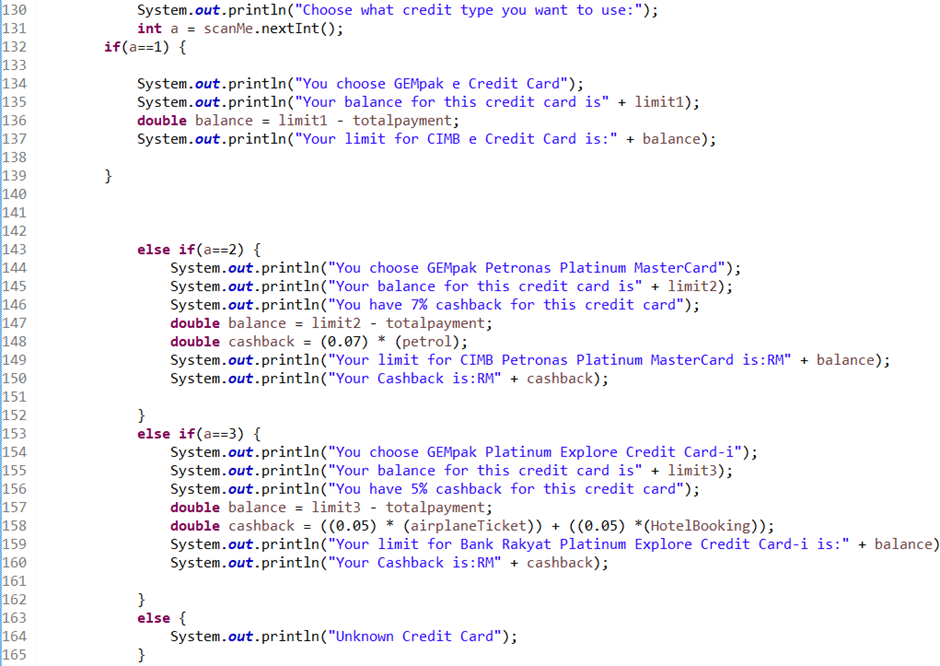 130 System.out.println("Choose what credit type you want to use:");
131 int a = scanMe.nextInt();
132 if(a==1) {
133
134 System.out.println("You choose GEMpak e Credit Card");
135 System.out.println("Your balance for this credit card is" + limit1);
136 double balance = limit1 - totalpayment;
137 System.out.println("Your limit for CIMB e Credit Card is:" + balance);
138
139 }
140
141
142
143 else if(a==2) {
144 System.out.println("You choose GEMpak Petronas Platinum MasterCard");
145 System.out.println("Your balance for this credit card is" + limit2);
146 System.out.println("You have 7% cashback for this credit card");
147 double balance = limit2 - totalpayment;
148 double cashback = (0.07) * (petrol);
149 System.out.println("Your limit for CIMB Petronas Platinum MasterCard is:RM" + balance);
150 System.out.println("Your Cashback is:RM" + cashback);
151
152 }
153 else if(a==3) {
154 System.out.println("You choose GEMpak Platinum Explore Credit Card-i");
155 System.out.println("Your balance for this credit card is" + limit3);
156 System.out.println("You have 5% cashback for this credit card");
157 double balance = limit3 - totalpayment;
158 double cashback = ((0.05) * (airplaneTicket)) + ((0.05) *(HotelBooking));
159 System.out.println("Your limit for Bank Rakyat Platinum Explore Credit Card-i is:" + balance)
160 System.out.println("Your Cashback is:RM" + cashback);
161
162 }
163 else {
164 System.out.println("Unknown Credit Card");
165 }